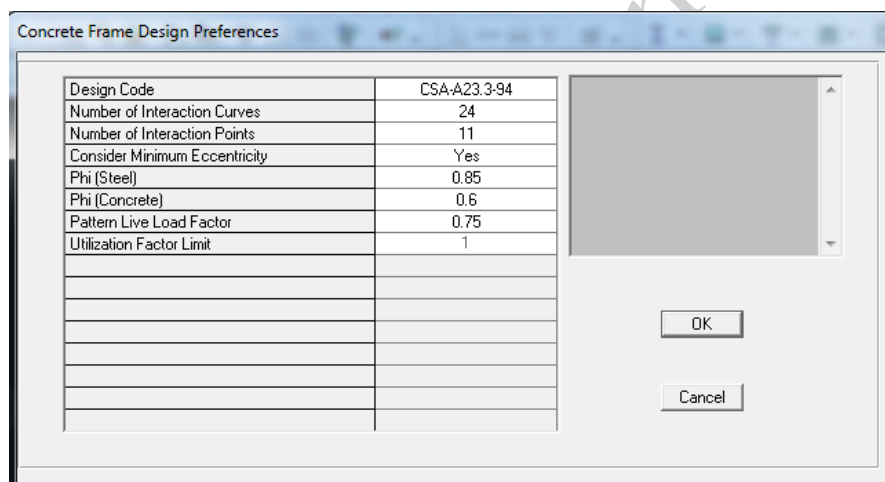 Concrete Frame Design Preferences
Design Code CSA-A23.3-94
Number of Interaction Curves 24
Number of Interaction Points 11
Consider Minimum Eccentricity Yes
Phi (Steel) 0.85
Phi (Concrete) 0.6
Pattern Live Load Factor 0.75
Utilization Factor Limit 1
OK
Cancel